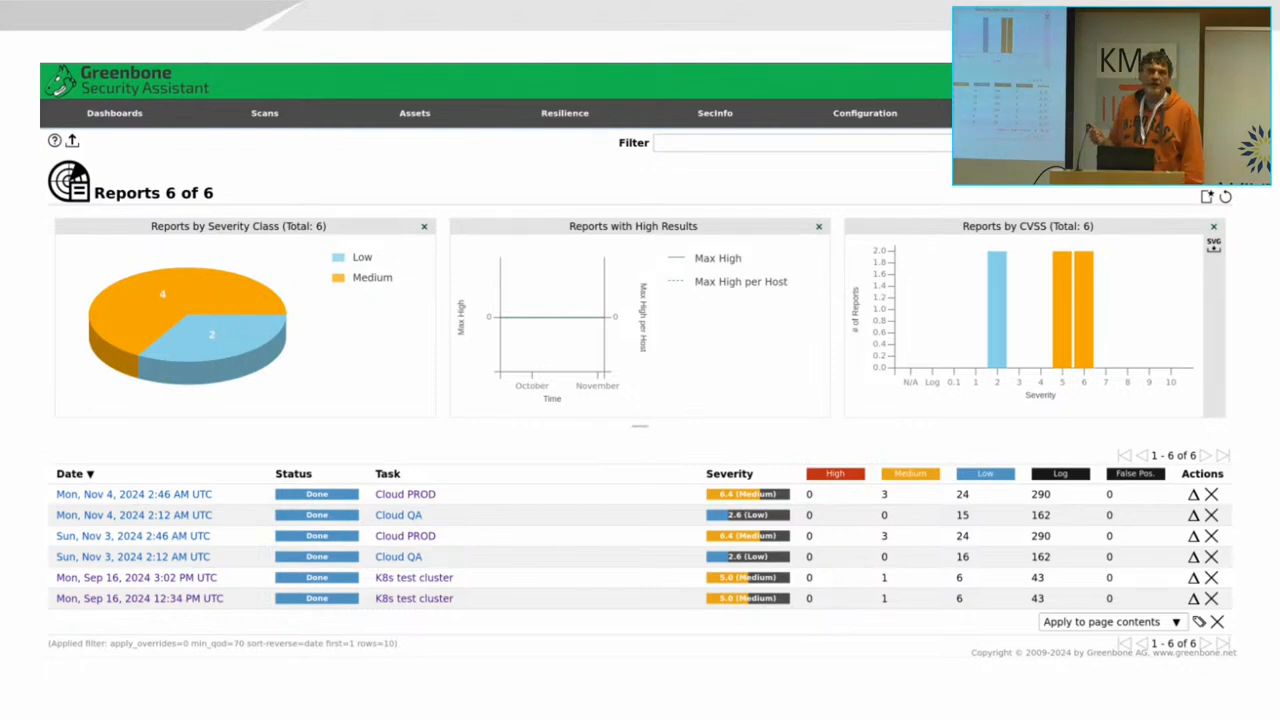 Greenbone
Security Assistant
Dashboards Scans Assets Resilience SecInfo Configuration
Filter
Reports 6 of 6
Reports by Severity Class (Total: 6)
4
2
Low
Medium
Reports with High Results
Max High
0
0
Max High per Host
October November
Time
Max High
Max High per Host
Reports by CVSS (Total: 6)
SVG
# of Reports
2.0
1.8
1.6
1.4
1.2
1.0
0.8
0.6
0.4
0.2
0.0
N/A Log 0.1 1 2 3 4 5 6 7 8 9 10
Severity
1 - 6 of 6
Date ▼ Status Task Severity High Medium Low Log False Pos. Actions
Mon, Nov 4, 2024 2:46 AM UTC Done Cloud PROD 6.4 (Medium) 0 3 24 290 0
Mon, Nov 4, 2024 2:12 AM UTC Done Cloud QA 2.6 (Low) 0 0 15 162 0
Sun, Nov 3, 2024 2:46 AM UTC Done Cloud PROD 6.4 (Medium) 0 3 24 290 0
Sun, Nov 3, 2024 2:12 AM UTC Done Cloud QA 2.6 (Low) 0 0 16 162 0
Mon, Sep 16, 2024 3:02 PM UTC Done K8s test cluster 5.0 (Medium) 0 1 6 43 0
Mon, Sep 16, 2024 12:34 PM UTC Done K8s test cluster 5.0 (Medium) 0 1 6 43 0
Apply to page contents ▼
(Applied filter: apply_overrides=0 min_qod=70 sort-reverse=date first=1 rows=10)
1 - 6 of 6
Copyright © 2009-2024 by Greenbone AG, www.greenbone.net